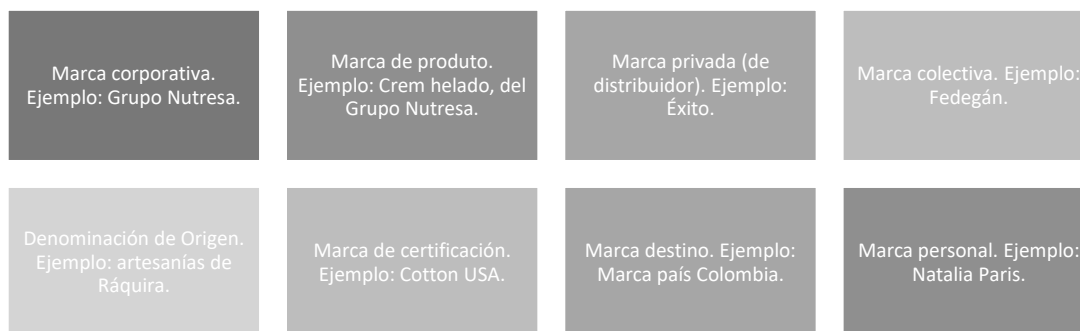 Marca corporativa.
Ejemplo: Grupo Nutresa.
Marca de produto.
Ejemplo: Crem helado, del
Grupo Nutresa.
Marca privada (de
distribuidor). Ejemplo:
Éxito.
Marca colectiva. Ejemplo:
Fedegán.
Denominación de Origen.
Ejemplo: artesanías de
Ráquira.
Marca de certificación.
Ejemplo: Cotton USA.
Marca destino. Ejemplo:
Marca país Colombia.
Marca personal. Ejemplo:
Natalia Paris.